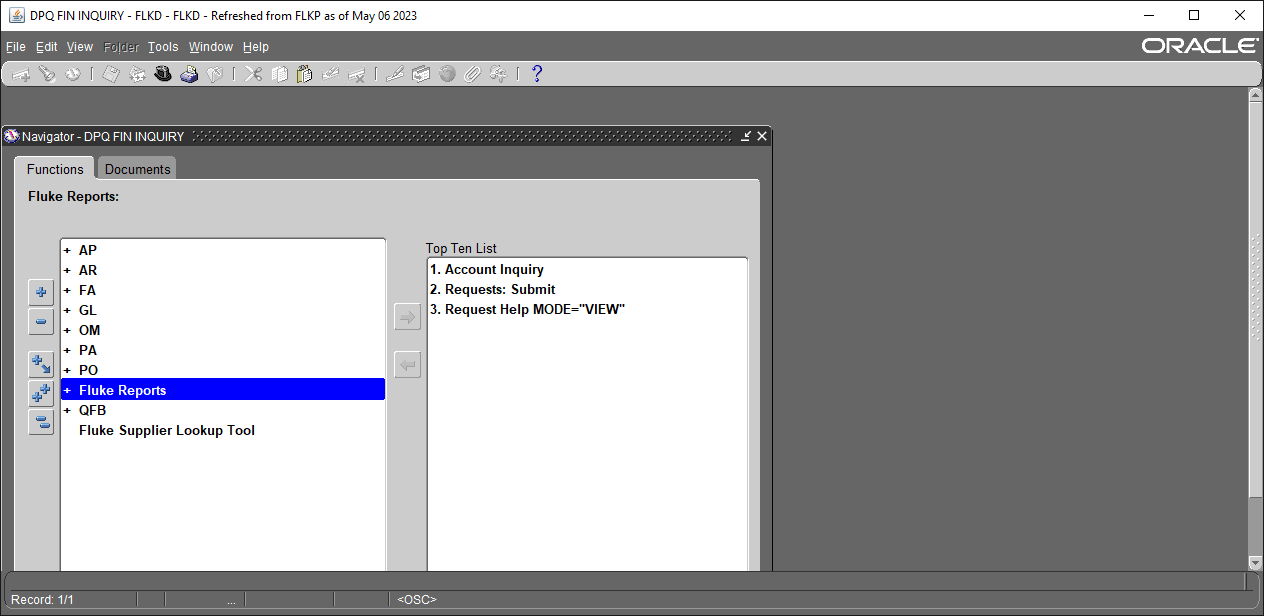 DPQ FIN INQUIRY - FLKD - FLKD - Refreshed from FLKP as of May 06 2023
File Edit View Folder Tools Window Help
ORACLE
?
Navigator - DPQ FIN INQUIRY
Functions Documents
Fluke Reports:
+ AP
+ AR
+ FA
+ GL
+ OM
+ PA
+ PO
+ Fluke Reports
+ QFB
Fluke Supplier Lookup Tool
Top Ten List
1. Account Inquiry
2. Requests: Submit
3. Request Help MODE="VIEW"
Record: 1/1 ... <OSC>